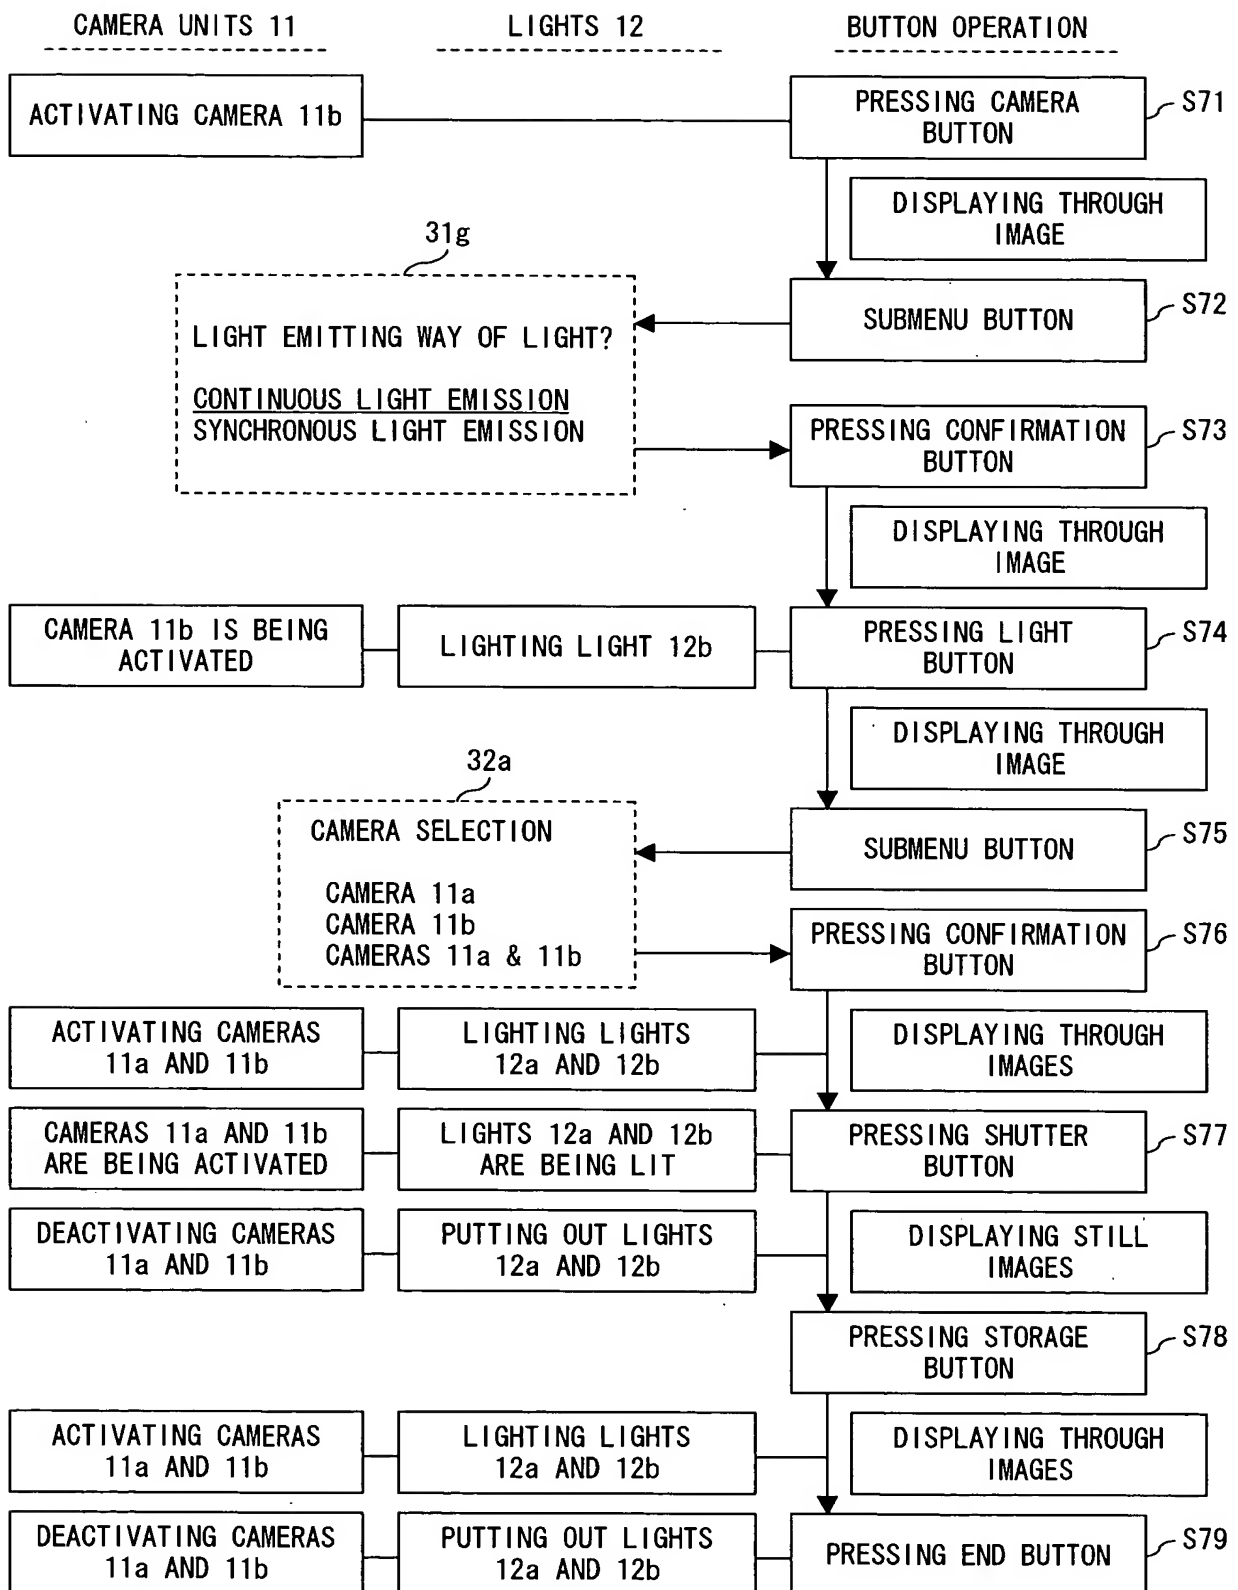 CAMERA UNITS 11
LIGHTS 12
BUTTON OPERATION
ACTIVATING CAMERA 11b
PRESSING CAMERA
BUTTON
S71
DISPLAYING THROUGH
IMAGE
31g
LIGHT EMITTING WAY OF LIGHT?
CONTINUOUS LIGHT EMISSION
SYNCHRONOUS LIGHT EMISSION
SUBMENU BUTTON
S72
PRESSING CONFIRMATION
BUTTON
S73
DISPLAYING THROUGH
IMAGE
CAMERA 11b IS BEING
ACTIVATED
LIGHTING LIGHT 12b
PRESSING LIGHT
BUTTON
S74
DISPLAYING THROUGH
IMAGE
32a
CAMERA SELECTION
CAMERA 11a
CAMERA 11b
CAMERAS 11a & 11b
SUBMENU BUTTON
S75
PRESSING CONFIRMATION
BUTTON
S76
ACTIVATING CAMERAS
11a AND 11b
LIGHTING LIGHTS
12a AND 12b
DISPLAYING THROUGH
IMAGES
CAMERAS 11a AND 11b
ARE BEING ACTIVATED
LIGHTS 12a AND 12b
ARE BEING LIT
PRESSING SHUTTER
BUTTON
S77
DEACTIVATING CAMERAS
11a AND 11b
PUTTING OUT LIGHTS
12a AND 12b
DISPLAYING STILL
IMAGES
PRESSING STORAGE
BUTTON
S78
ACTIVATING CAMERAS
11a AND 11b
LIGHTING LIGHTS
12a AND 12b
DISPLAYING THROUGH
IMAGES
DEACTIVATING CAMERAS
11a AND 11b
PUTTING OUT LIGHTS
12a AND 12b
PRESSING END BUTTON
S79